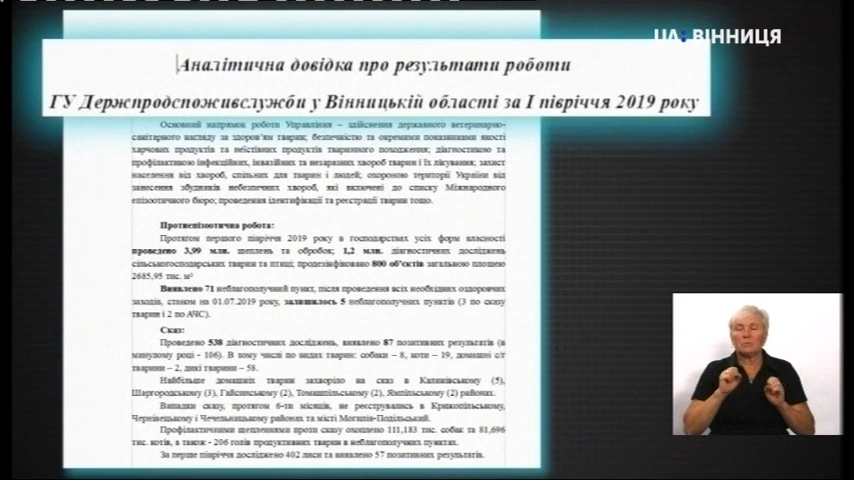 UA: ВІННИЦЯ
Аналітична довідка про результати роботи
ГУ Держпродспоживслужби у Вінницькій області за І півріччя 2019 року
Основний напрямок роботи Управління – здійснення державного ветеринарно-
санітарного нагляду за здоров'ям тварин; безпечністю та окремими показниками якості
харчових продуктів та неїстівних продуктів тваринного походження; діагностикою та
профілактикою інфекційних, інвазійних та незаразних хвороб тварин і їх лікування; захист
населення від хвороб, спільних для тварин і людей; охороною території України від
занесення збудників небезпечних хвороб, які включені до списку Міжнародного
епізоотичного бюро; проведення ідентифікації та реєстрації тварин тощо.
Протиепізоотична робота:
Протягом першого півріччя 2019 року в господарствах усіх форм власності
проведено 3,99 млн. щеплень та обробок; 1,2 млн. діагностичних досліджень
сільськогосподарських тварин та птиці; продезінфіковано 800 об'єктів загальною площею
2685,95 тис. м²
Виявлено 71 неблагополучний пункт, після проведення всіх необхідних оздоровчих
заходів, станом на 01.07.2019 року, залишилось 5 неблагополучних пунктів (3 по сказу
тварин і 2 по АЧС).
Сказ:
Проведено 538 діагностичних досліджень, виявлено 87 позитивних результатів (в
минулому році - 106). В тому числі по видах тварин: собаки – 8, коти – 19, домашні с/г
тварини – 2, дикі тварини – 58.
Найбільше домашніх тварин захворіло на сказ в Калинівському (5),
Шаргородському (3), Гайсинському (2), Томашпільському (2), Ямпільському (2) районах.
Випадки сказу, протягом 6-ти місяців, не реєструвались в Крижопільському,
Чернівецькому і Чечельницькому районах та місті Могилів-Подільський.
Профілактичними щепленнями проти сказу охоплено 111,183 тис. собак та 81,696
тис. котів, а також - 206 голів продуктивних тварин в неблагополучних пунктах.
За перше півріччя досліджено 402 лиси та виявлено 57 позитивних результатів.